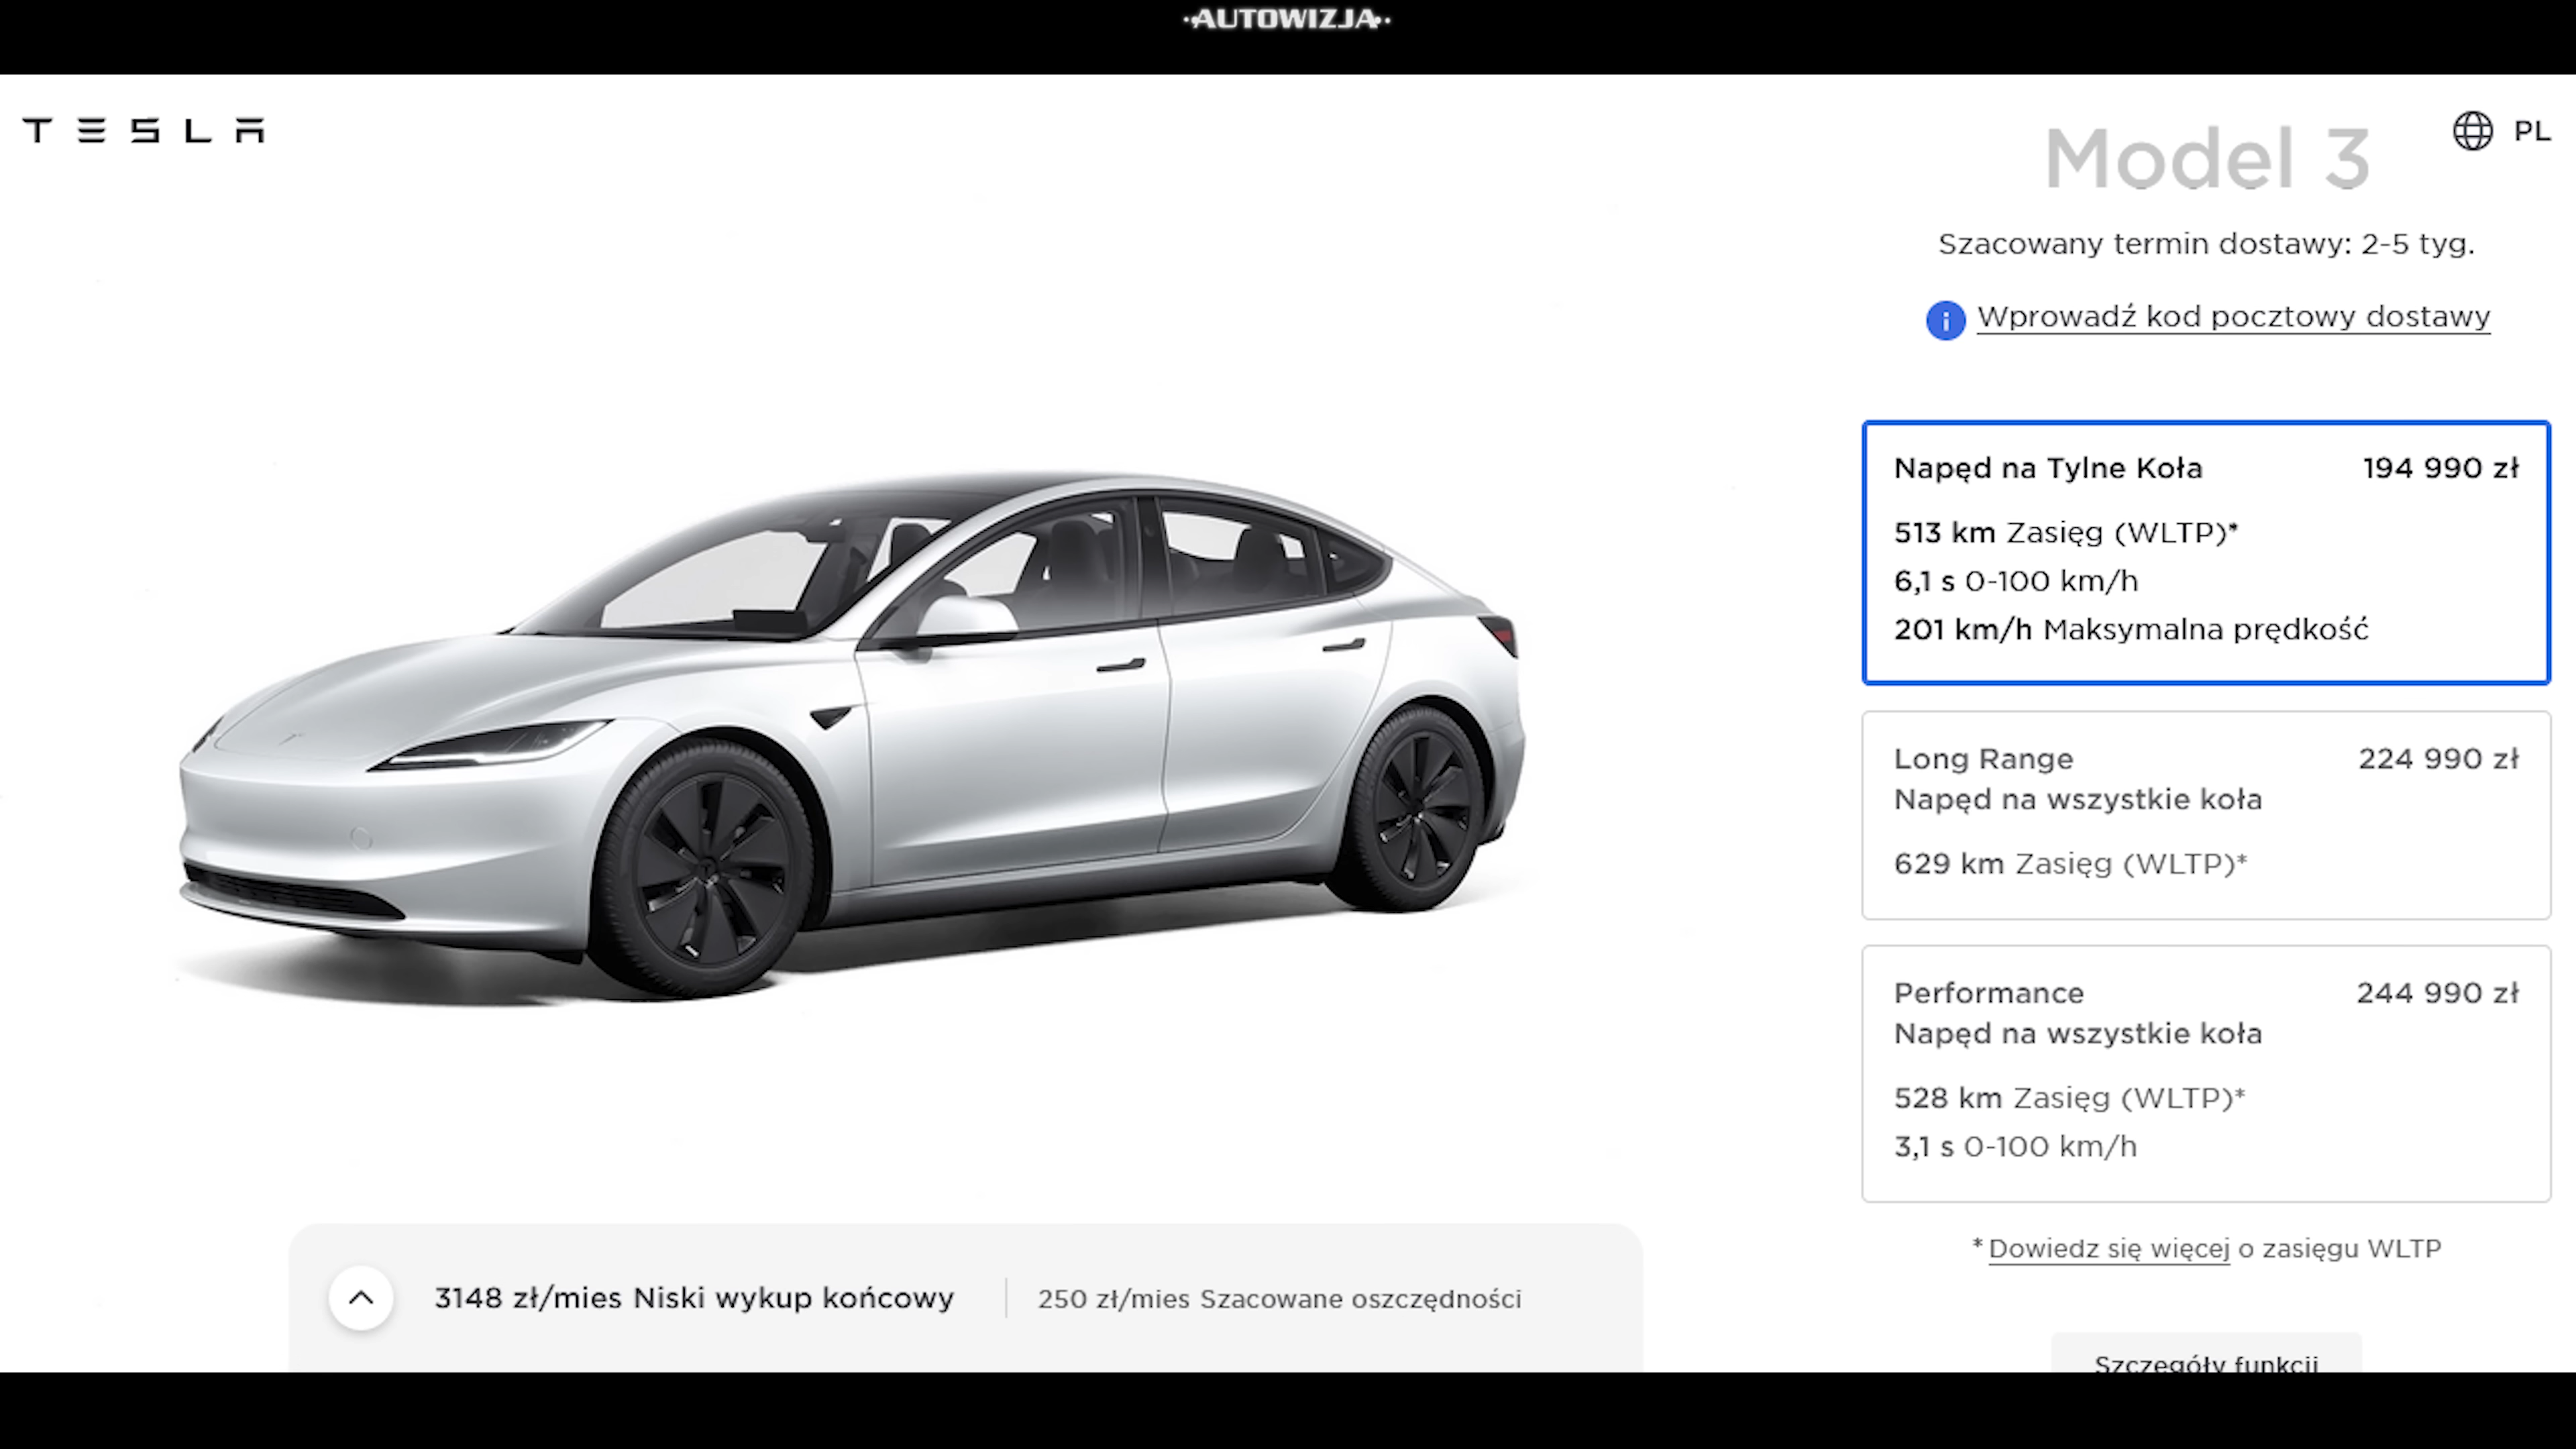 ·AUTOWIZJA·
TESLA
PL
Model 3
Szacowany termin dostawy: 2-5 tyg.
i Wprowadź kod pocztowy dostawy
Napęd na Tylne Koła 194 990 zł
513 km Zasięg (WLTP)*
6,1 s 0-100 km/h
201 km/h Maksymalna prędkość
Long Range 224 990 zł
Napęd na wszystkie koła
629 km Zasięg (WLTP)*
Performance 244 990 zł
Napęd na wszystkie koła
528 km Zasięg (WLTP)*
3,1 s 0-100 km/h
* Dowiedz się więcej o zasięgu WLTP
Szczegóły funkcji
3148 zł/mies Niski wykup końcowy
250 zł/mies Szacowane oszczędności